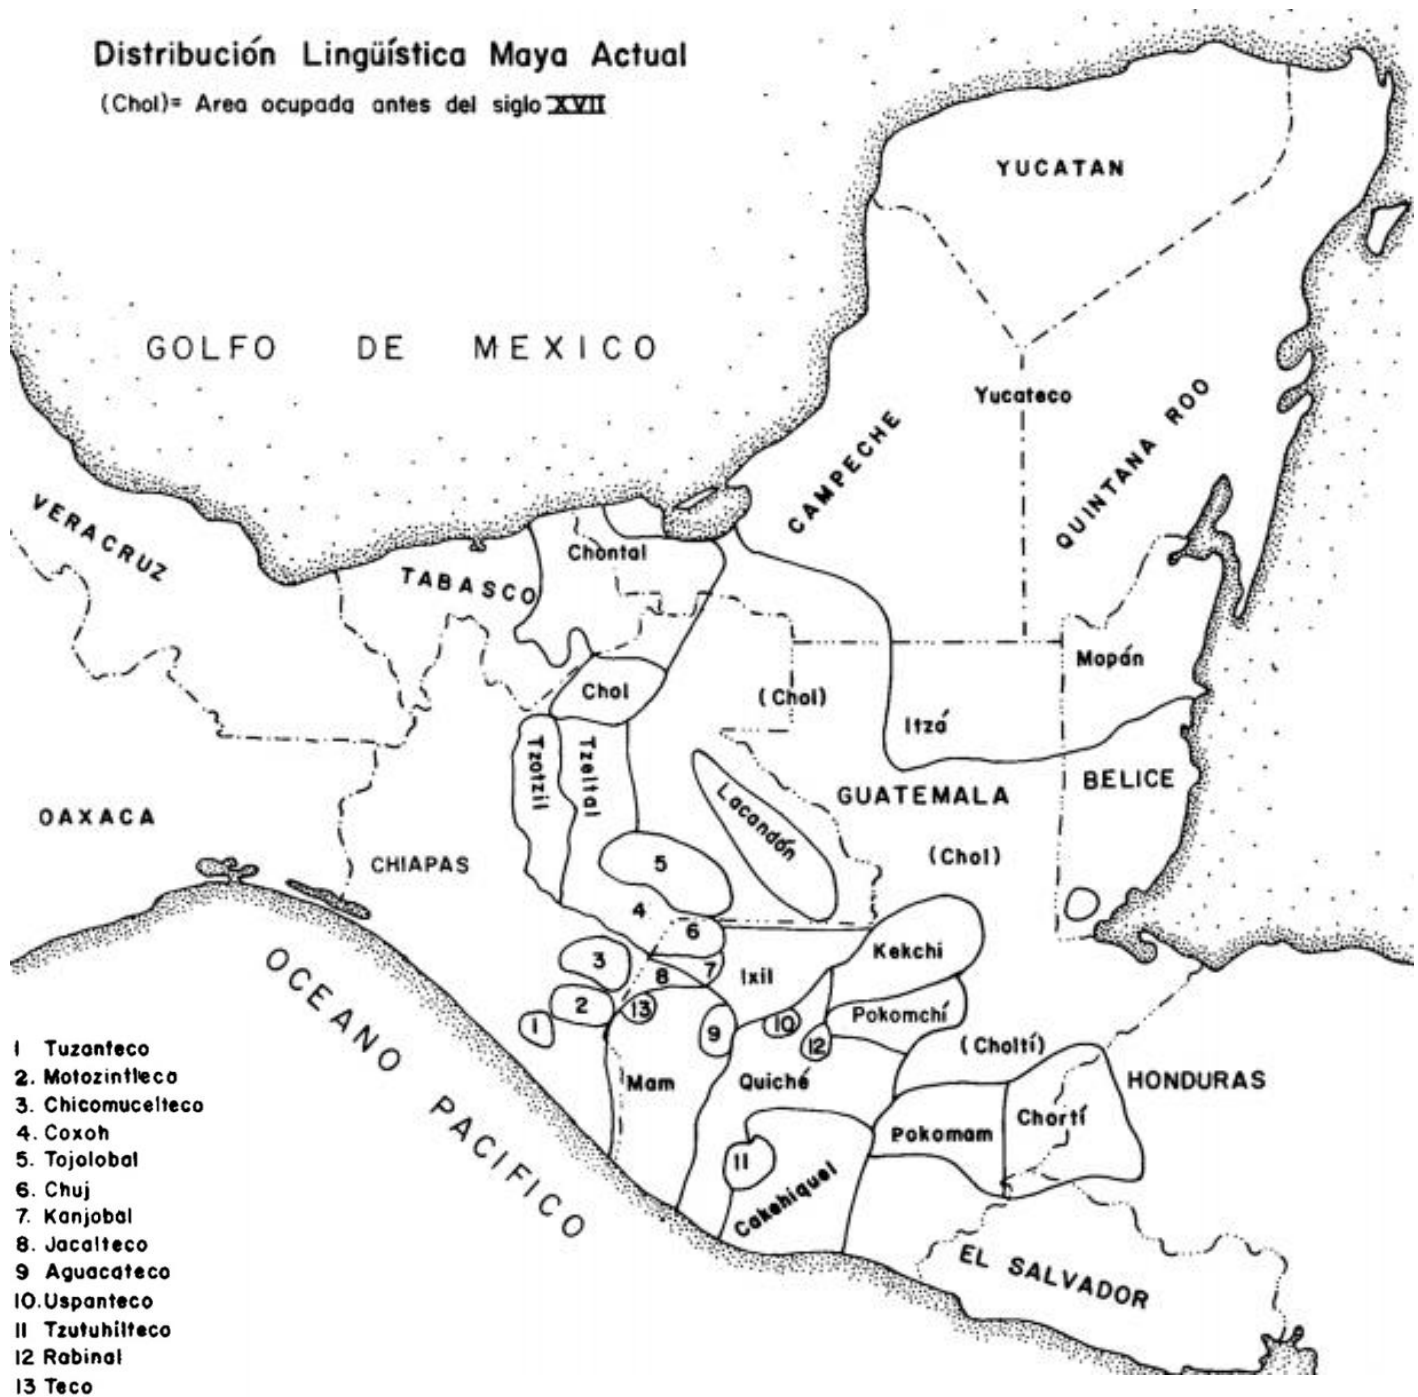 Distribución Lingüística Maya Actual
(Chol)= Area ocupada antes del siglo XVII
YUCATAN
GOLFO DE MEXICO
Yucateco
CAMPECHE
QUINTANA ROO
VERACRUZ
TABASCO
Chontal
Mopán
Chol
(Chol)
Itzá
Tzotzil
Tzeltal
Lacandón
GUATEMALA
BELICE
OAXACA
CHIAPAS
(Chol)
5
4
6
3
7
8
Ixil
Kekchi
2
13
1
9
10
12
Pokomchí
(Choltí)
Mam
Quiché
HONDURAS
Pokomam
Chortí
11
Cakchiquel
OCEANO PACIFICO
EL SALVADOR
1 Tuzanteco
2. Motozintleco
3. Chicomucelteco
4. Coxoh
5. Tojolobal
6. Chuj
7. Kanjobal
8. Jacalteco
9 Aguacateco
10. Uspanteco
11 Tzutuhilteco
12 Rabinal
13 Teco